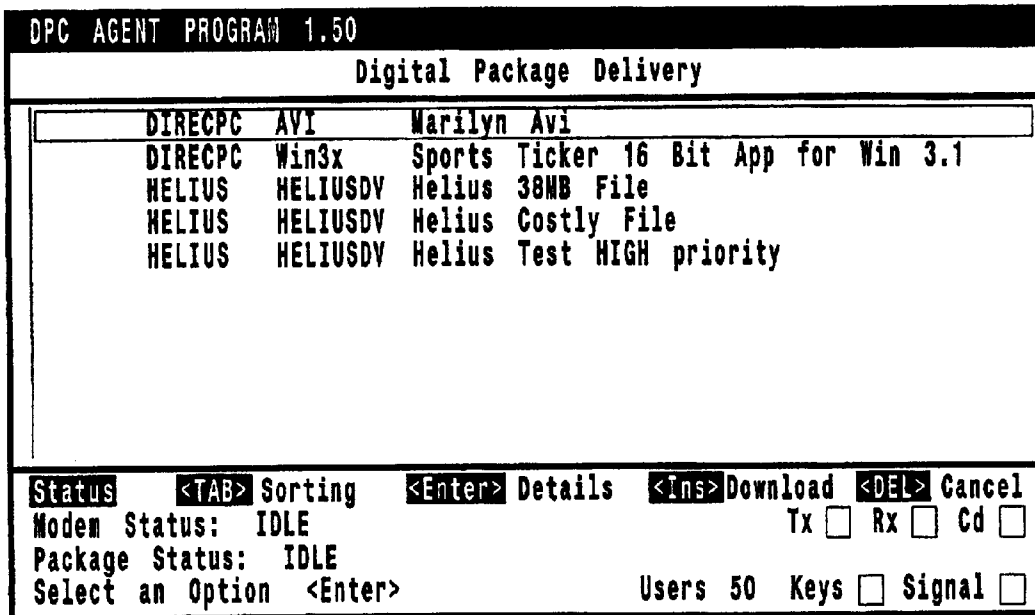 DPC AGENT PROGRAM 1.50
Digital Package Delivery
DIRECPC AVI Marilyn Avi
DIRECPC Win3x Sports Ticker 16 Bit App for Win 3.1
HELIUS HELIUSDV Helius 38MB File
HELIUS HELIUSDV Helius Costly File
HELIUS HELIUSDV Helius Test HIGH priority
Status <TAB> Sorting <Enter> Details <Ins> Download <DEL> Cancel
Modem Status: IDLE Tx Rx Cd
Package Status: IDLE
Select an Option <Enter> Users 50 Keys Signal